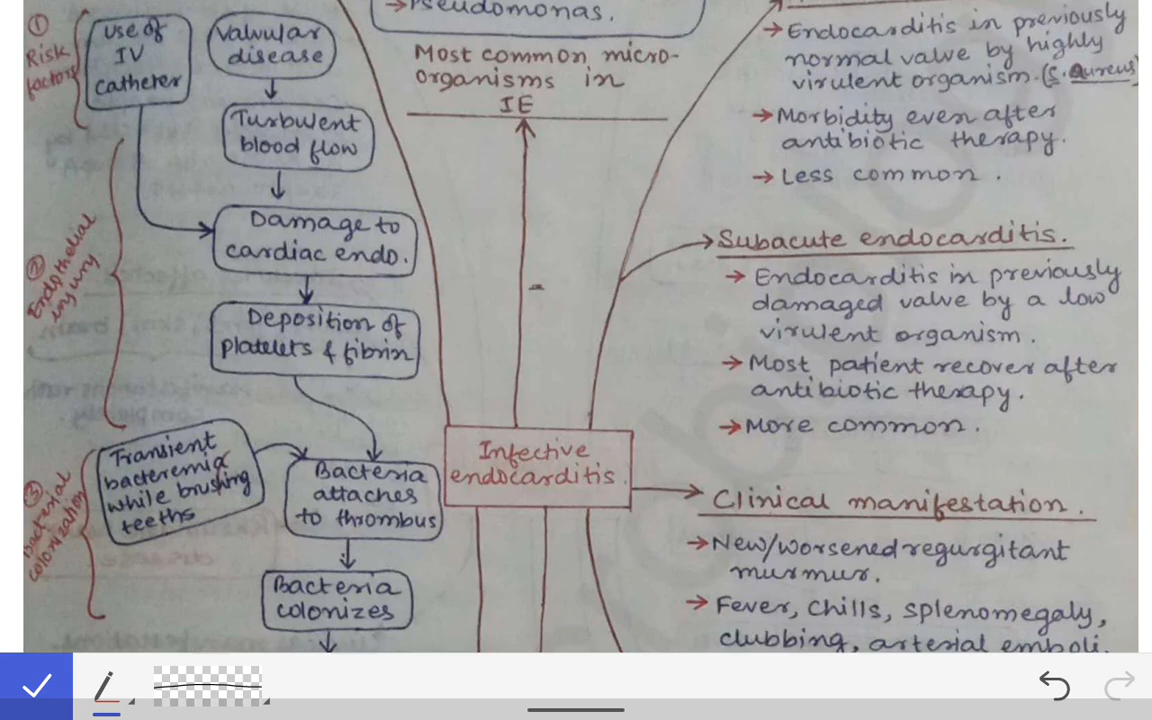 ①
Risk
factors
Use of
IV
catheter
Valvular
disease
Turbulent
blood flow
②
Endothelial
injury
Damage to
cardiac endo.
Deposition of
platelets & fibrin
③
Bacterial
colonization
Transient
bacteremia
while brushing
teeth
Bacteria
attaches
to thrombus
Bacteria
colonizes
→ Pseudomonas.
Most common micro-
organisms in
IE
Infective
endocarditis.
→ Endocarditis in previously
normal valve by highly
virulent organism. (S. aureus)
→ Morbidity even after
antibiotic therapy.
→ Less common.
Subacute endocarditis.
→ Endocarditis in previously
damaged valve by a low
virulent organism.
→ Most patient recover after
antibiotic therapy.
→ More common.
Clinical manifestation.
→ New/worsened regurgitant
murmur.
→ Fever, chills, splenomegaly,
clubbing, arterial emboli.